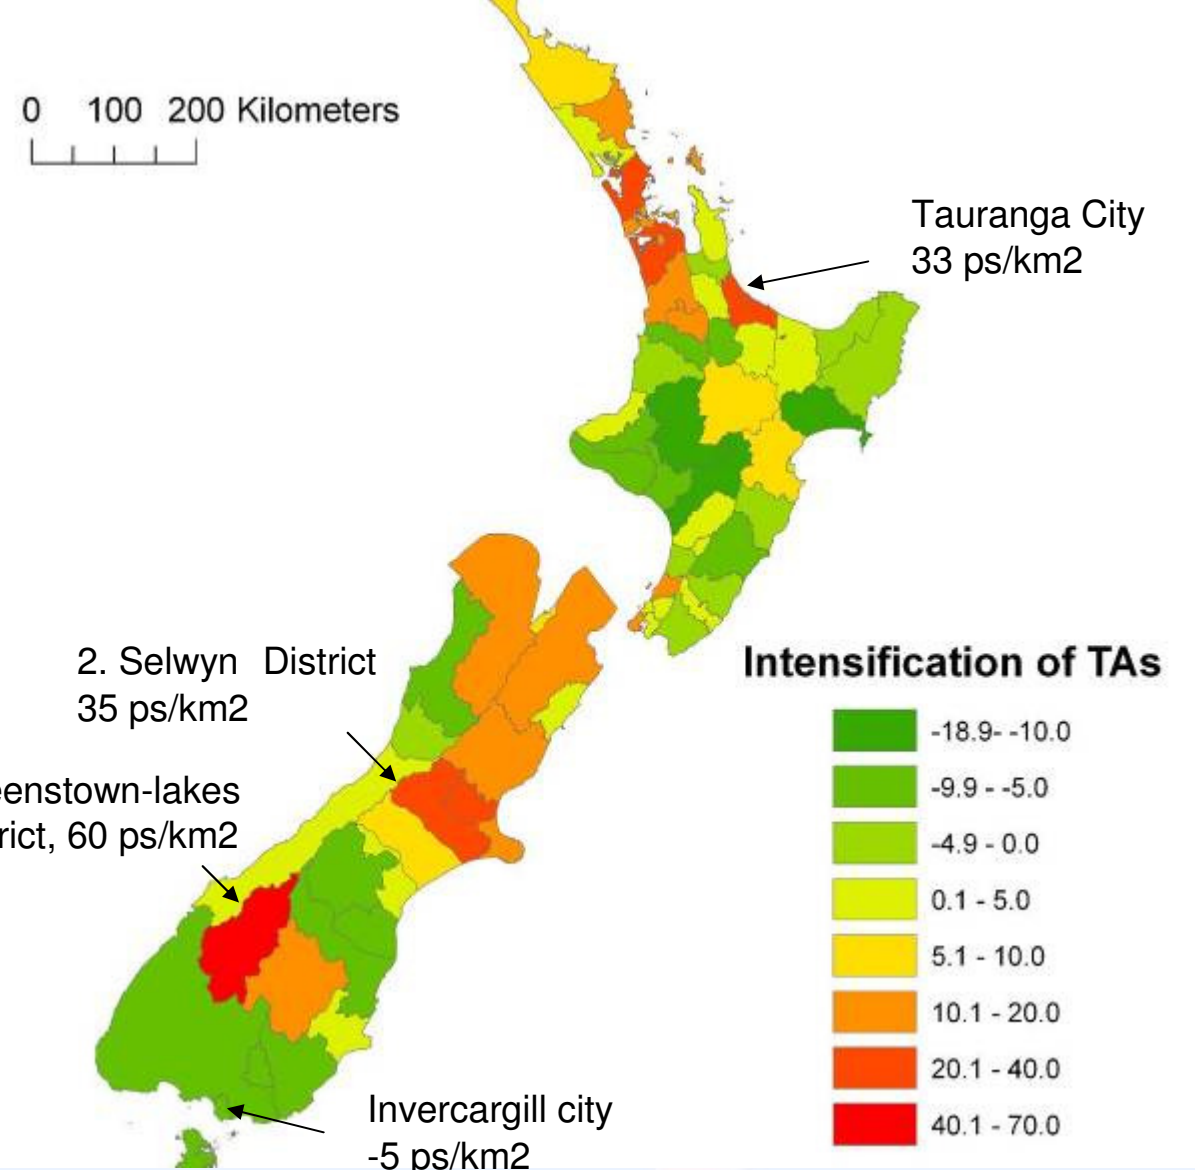 0 100 200 Kilometers
Tauranga City
33 ps/km2
2. Selwyn District
35 ps/km2
eenstown-lakes
rict, 60 ps/km2
Intensification of TAs
-18.9- -10.0
-9.9 - -5.0
-4.9 - 0.0
0.1 - 5.0
5.1 - 10.0
10.1 - 20.0
20.1 - 40.0
40.1 - 70.0
Invercargill city
-5 ps/km2